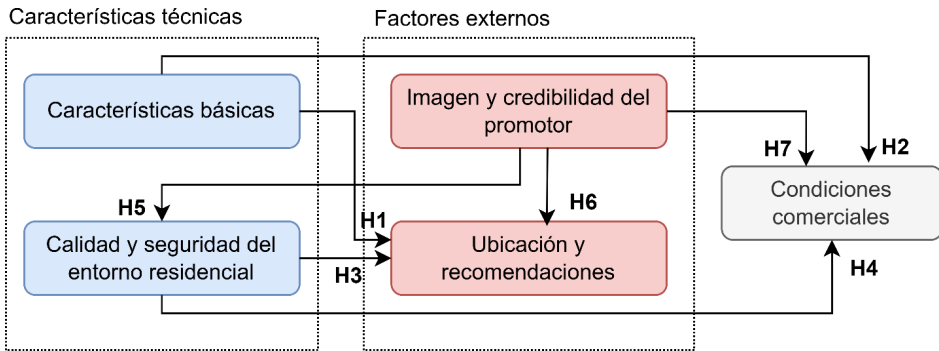 Características técnicas
Factores externos
Característifcas básicas
Imagen y credibilidad del
promotor
H7
H2
Condiciones
comerciales
H5
H1
H6
Calidad y seguridad del
entorno residencial
H3
Ubicación y
recomendaciones
H4